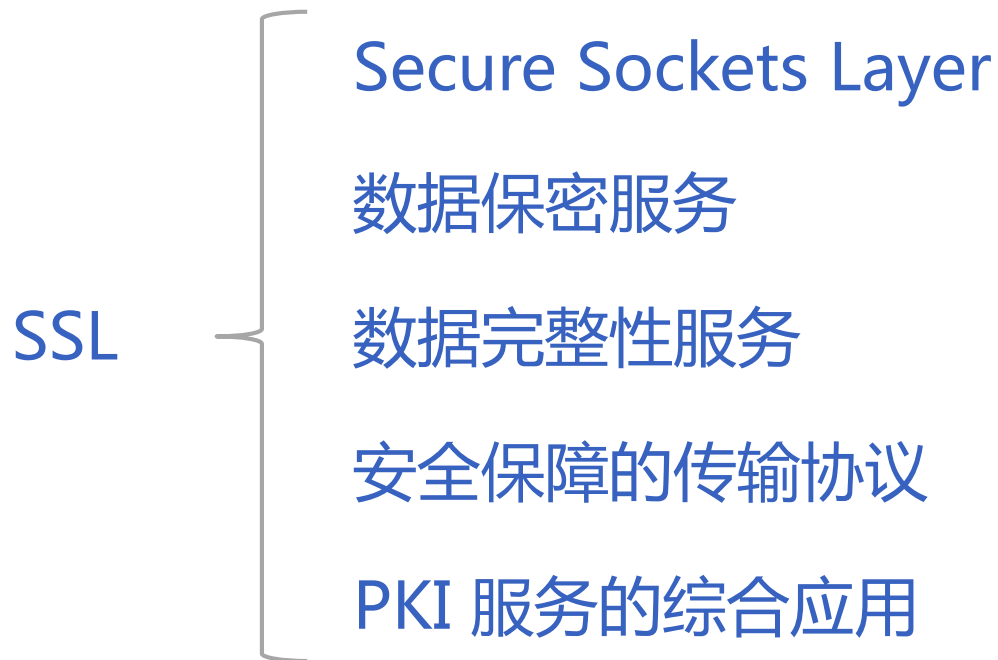 SSL
Secure Sockets Layer
数据保密服务
数据完整性服务
安全保障的传输协议
PKI 服务的综合应用